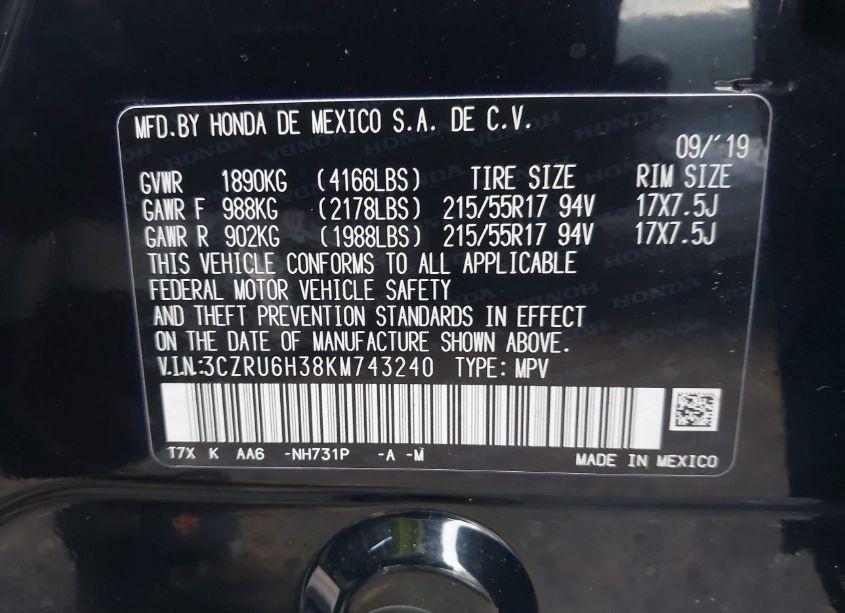 MFD.BY HONDA DE MEXICO S.A. DE C.V.
09/'19
GVWR 1890KG (4166LBS) TIRE SIZE RIM SIZE
GAWR F 988KG (2178LBS) 215/55R17 94V 17X7.5J
GAWR R 902KG (1988LBS) 215/55R17 94V 17X7.5J
THIS VEHICLE CONFORMS TO ALL APPLICABLE
FEDERAL MOTOR VEHICLE SAFETY
AND THEFT PREVENTION STANDARDS IN EFFECT
ON THE DATE OF MANUFACTURE SHOWN ABOVE.
V.I.N.:3CZRU6H38KM743240 TYPE: MPV
T7X K AA6 -NH731P -A -M
MADE IN MEXICO